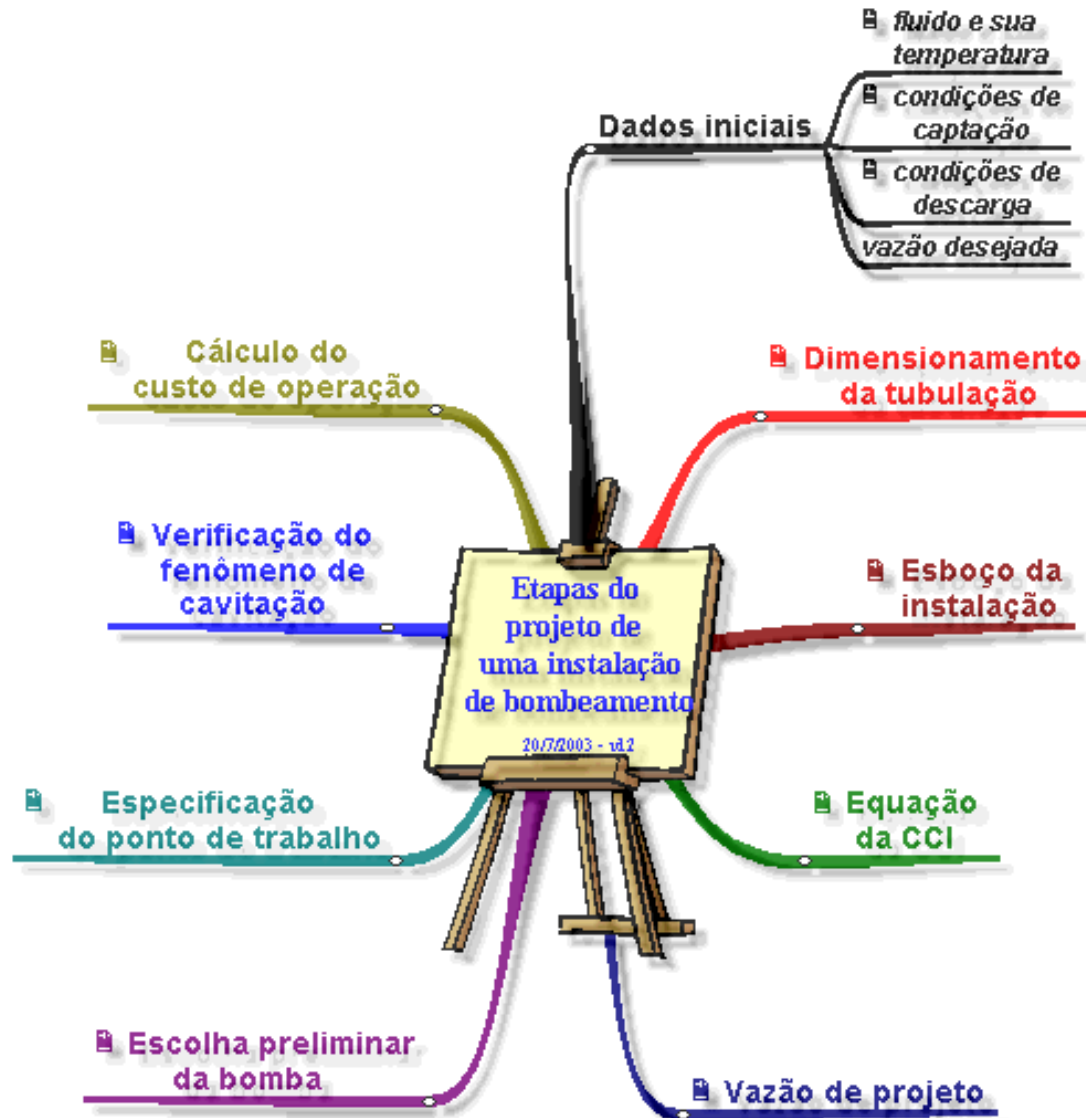 Etapas do
projeto de
uma instalação
de bombeamento
20/7/2003 -
Dados iniciais
fluido e sua
temperatura
condições de
captação
condições de
descarga
vazão desejada
Dimensionamento
da tubulação
Esboço da
instalação
Equação
da CCI
Vazão de projeto
Escolha preliminar
da bomba
Especificação
do ponto de trabalho
Verificação do
fenômeno de
cavitação
Cálculo do
custo de operação